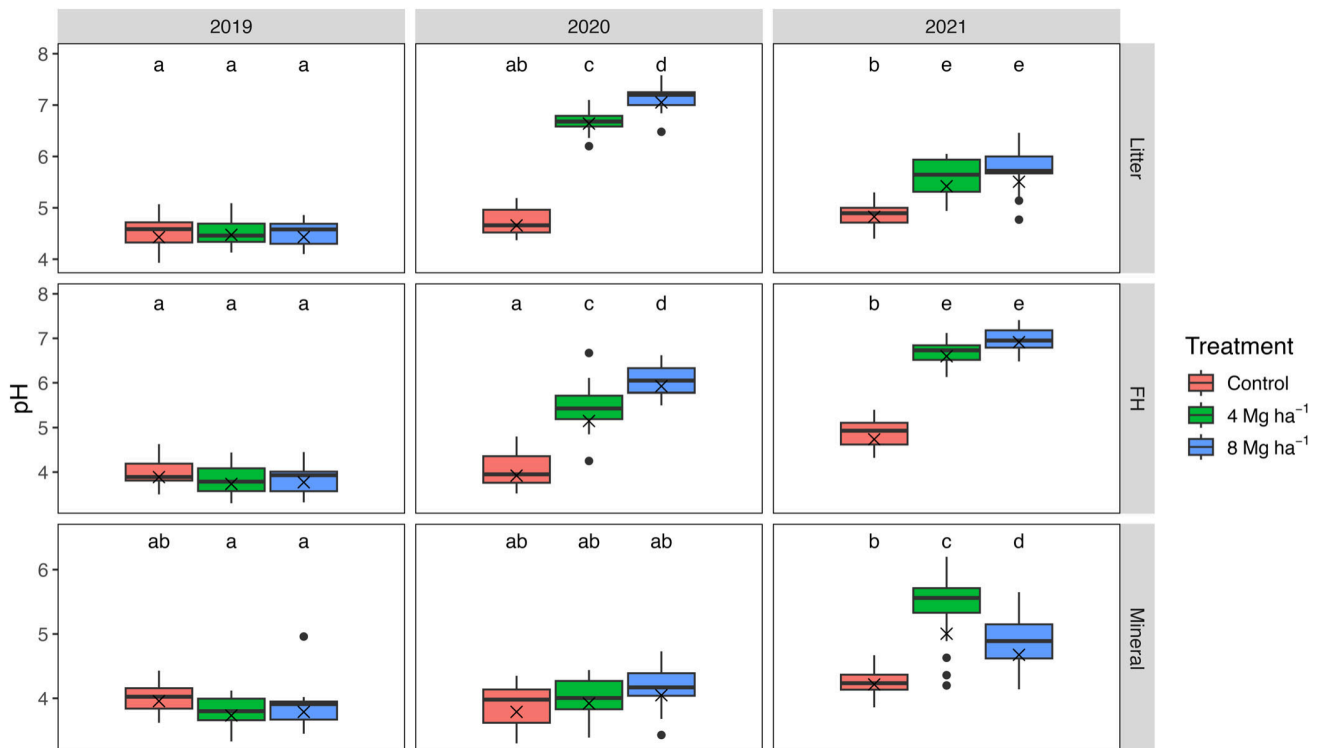 2019 2020 2021
8 a a a ab c d b e e
7
6
5
4
Litter
8 a a a a c d b e e
7
6
5
4
FH
ab a a ab ab ab b c d
6
5
4
Mineral
pH
Treatment
Control
4 Mg ha⁻¹
8 Mg ha⁻¹